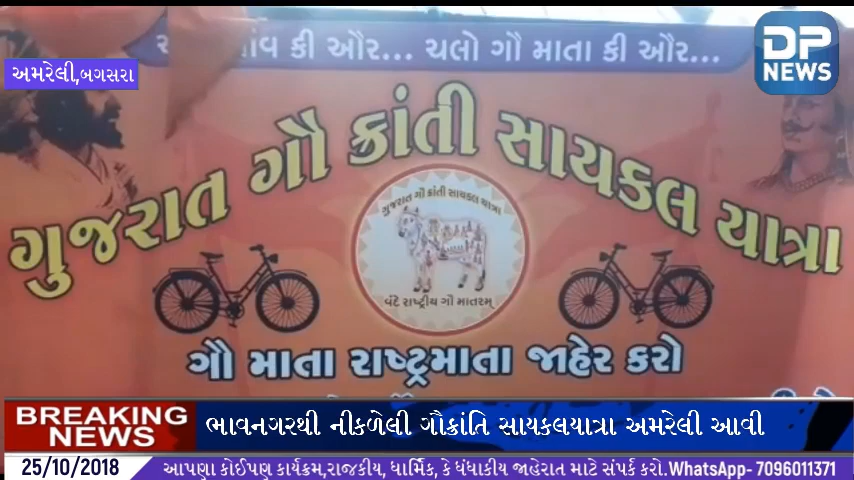 કી ઔર... ચલો ગૌ માતા કી ઔર...
DP
NEWS
અમરેલી,બગસરા
ગુજરાત ગૌ ક્રાંતી સાયકલ યાત્રા
ગુજરાત ગૌ ક્રાંતી સાયકલ યાત્રા
વંદે રાષ્ટ્રીય ગૌ માતરમ્
ગૌ માતા રાષ્ટ્રમાતા જાહેર કરો
BREAKING
NEWS
ભાવનગરથી નીકળેલી ગૌક્રાંતિ સાયકલયાત્રા અમરેલી આવી
25/10/2018
આપણા કોઈપણ કાર્યક્રમ,રાજકીય, ધાર્મિક, કે ધંધાકીય જાહેરાત માટે સંપર્ક કરો.WhatsApp- 7096011371